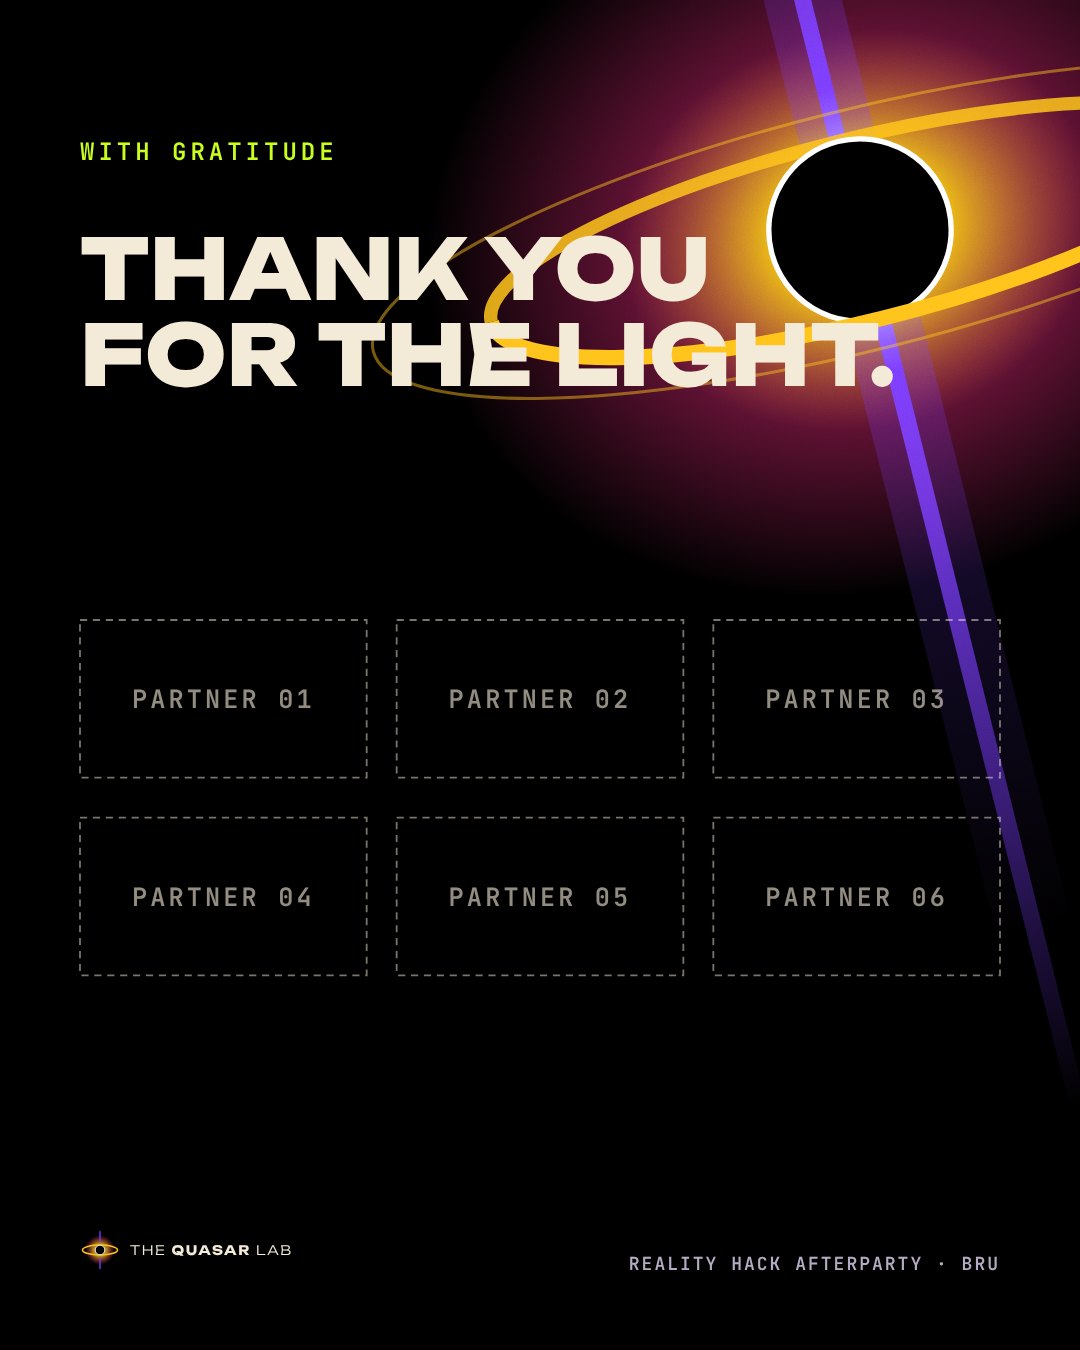 WITH GRATITUDE
THANK YOU
FOR THE LIGHT.
PARTNER 01
PARTNER 02
PARTNER 03
PARTNER 04
PARTNER 05
PARTNER 06
THE QUASAR LAB
REALITY HACK AFTERPARTY · BRU